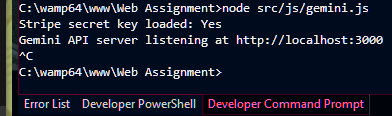 C:\wamp64\www\Web Assignment>node src/js/gemini.js
Stripe secret key loaded: Yes
Gemini API server listening at http://localhost:3000
^C
C:\wamp64\www\Web Assignment>
Error List Developer PowerShell Developer Command Prompt